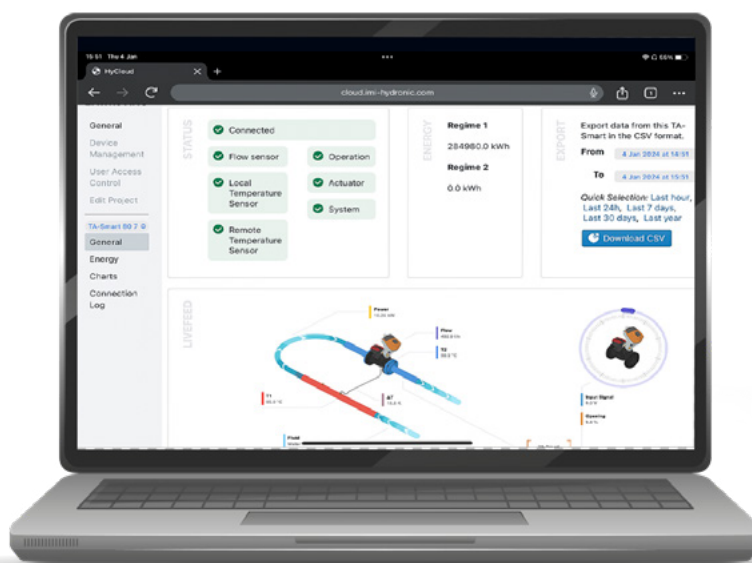 15:51 Thu 4 Jan
55%
HyCloud
cloud.imi-hydronic.com
General
Device
Management
User Access
Control
Edit Project
General
Energy
Charts
Connection
Log
STATUS
Connected
Flow sensor
Operation
Local
Temperature
Sensor
Actuator
System
Remote
Temperature
Sensor
ENERGY
Regime 1
284980.0 kWh
Regime 2
0.0 kWh
EXPORT
Export data from this TA-
Smart in the CSV format.
From 4 Jan 2024 at 14:51
To 4 Jan 2024 at 15:51
Quick Selection: Last hour,
Last 24h, Last 7 days,
Last 30 days, Last year
Download CSV
LIVEFEED
Power
Flow
T2
T1
ΔT
Fluid
Input Signal
Opening